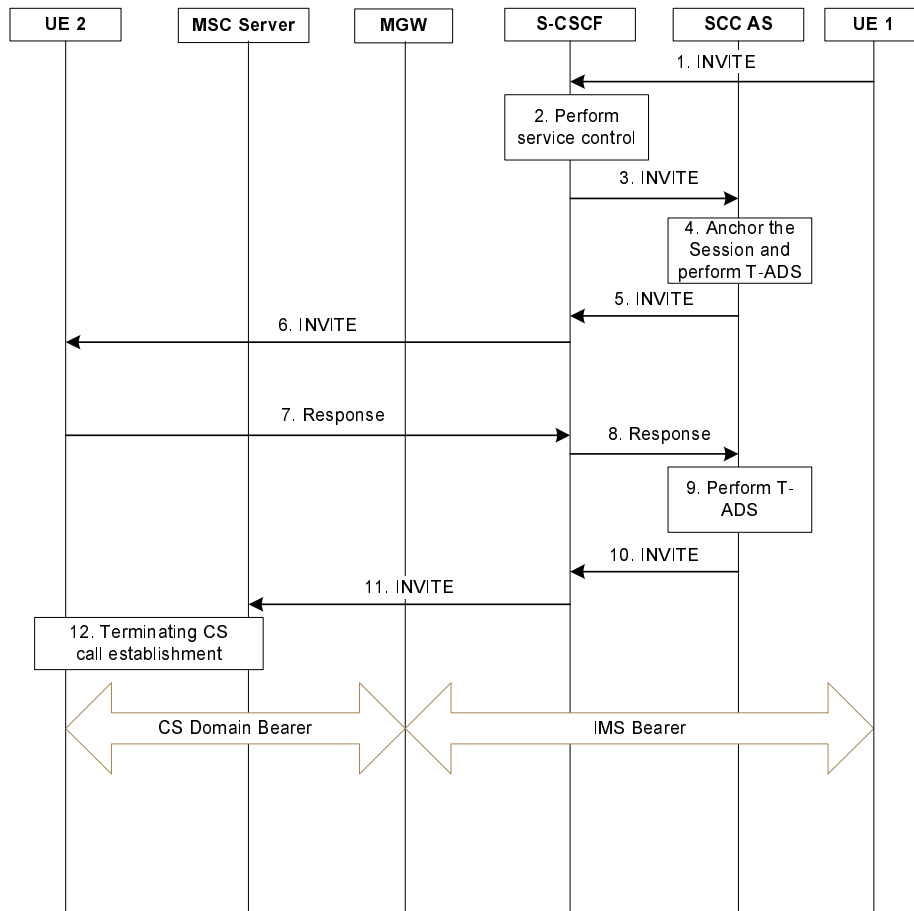 UE 2
MSC Server
MGW
S-CSCF
SCC AS
UE 1
1. INVITE
2. Perform
service control
3. INVITE
4. Anchor the
Session and
perform T-ADS
5. INVITE
6. INVITE
7. Response
8. Response
9. Perform T-
ADS
10. INVITE
11. INVITE
12. Terminating CS
call establishment
CS Domain Bearer
IMS Bearer